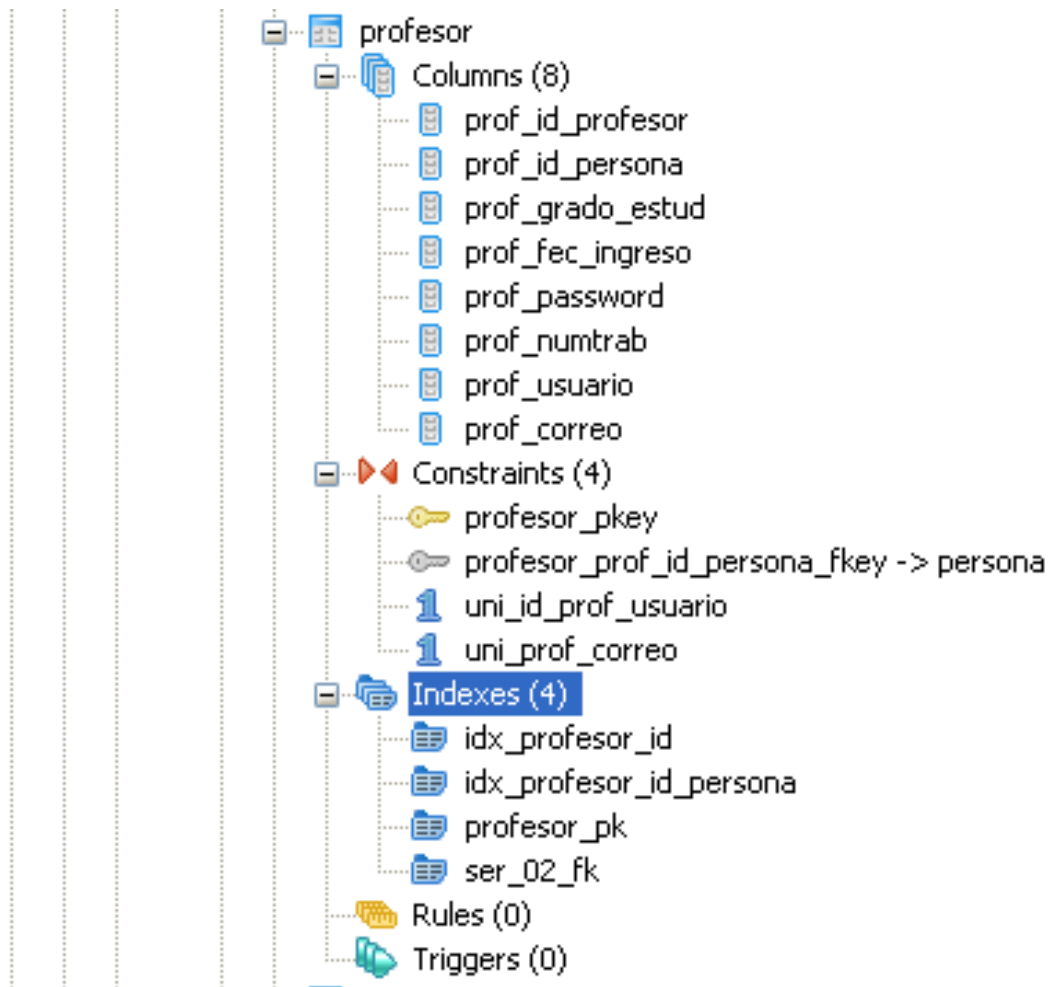 profesor
Columns (8)
prof_id_profesor
prof_id_persona
prof_grado_estud
prof_fec_ingreso
prof_password
prof_numtrab
prof_usuario
prof_correo
Constraints (4)
profesor_pkey
profesor_prof_id_persona_fkey -> persona
uni_id_prof_usuario
uni_prof_correo
Indexes (4)
idx_profesor_id
idx_profesor_id_persona
profesor_pk
ser_02_fk
Rules (0)
Triggers (0)